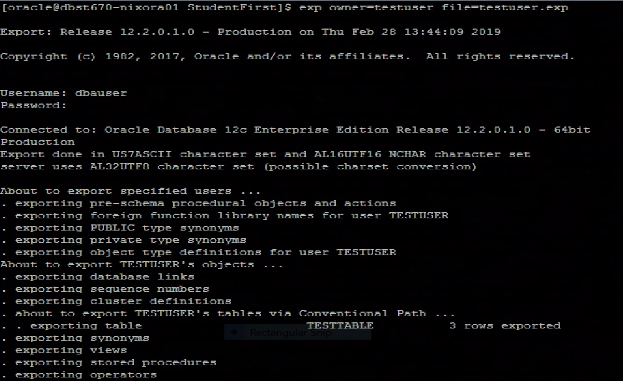 [oracle@dbst670-nixora01 StudentFirst]$ exp owner=testuser file=testuser.exp
Export: Release 12.2.0.1.0 - Production on Thu Feb 28 13:44:09 2019
Copyright (c) 1982, 2017, Oracle and/or its affiliates.  All rights reserved.
Username: dbauser
Password:
Connected to: Oracle Database 12c Enterprise Edition Release 12.2.0.1.0 - 64bit
Production
Export done in US7ASCII character set and AL16UTF16 NCHAR character set
server uses AL32UTF8 character set (possible charset conversion)
About to export specified users ...
. exporting pre-schema procedural objects and actions
. exporting foreign function library names for user TESTUSER
. exporting PUBLIC type synonyms
. exporting private type synonyms
. exporting object type definitions for user TESTUSER
About to export TESTUSER's objects ...
. exporting database links
. exporting sequence numbers
. exporting cluster definitions
. about to export TESTUSER's tables via Conventional Path ...
. . exporting table                      TESTTABLE          3 rows exported
. exporting synonyms
Rectangular Snip
. exporting views
. exporting stored procedures
. exporting operators